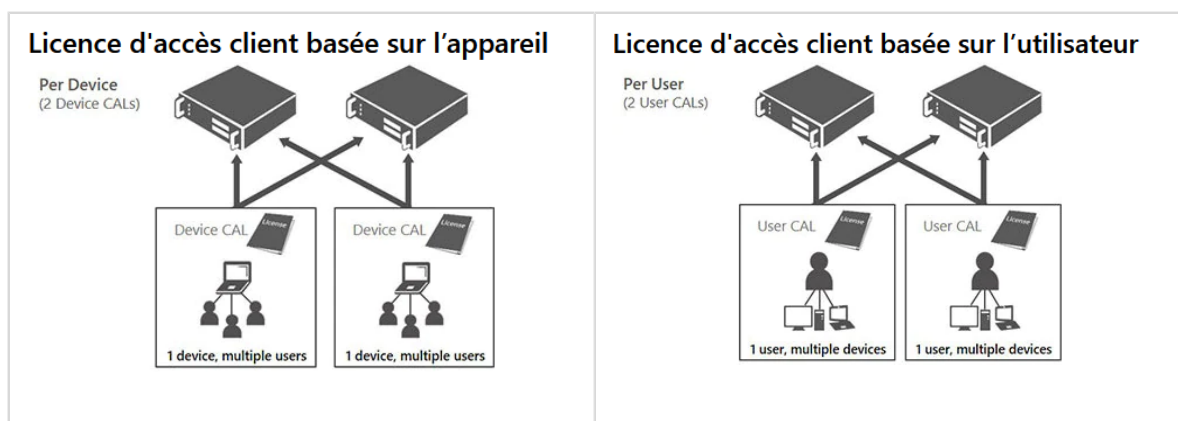 Licence d'accès client basée sur l’appareil
Per Device
(2 Device CALs)
Device CAL
License
Device CAL
License
1 device, multiple users
1 device, multiple users
Licence d'accès client basée sur l’utilisateur
Per User
(2 User CALs)
User CAL
License
User CAL
License
1 user, multiple devices
1 user, multiple devices